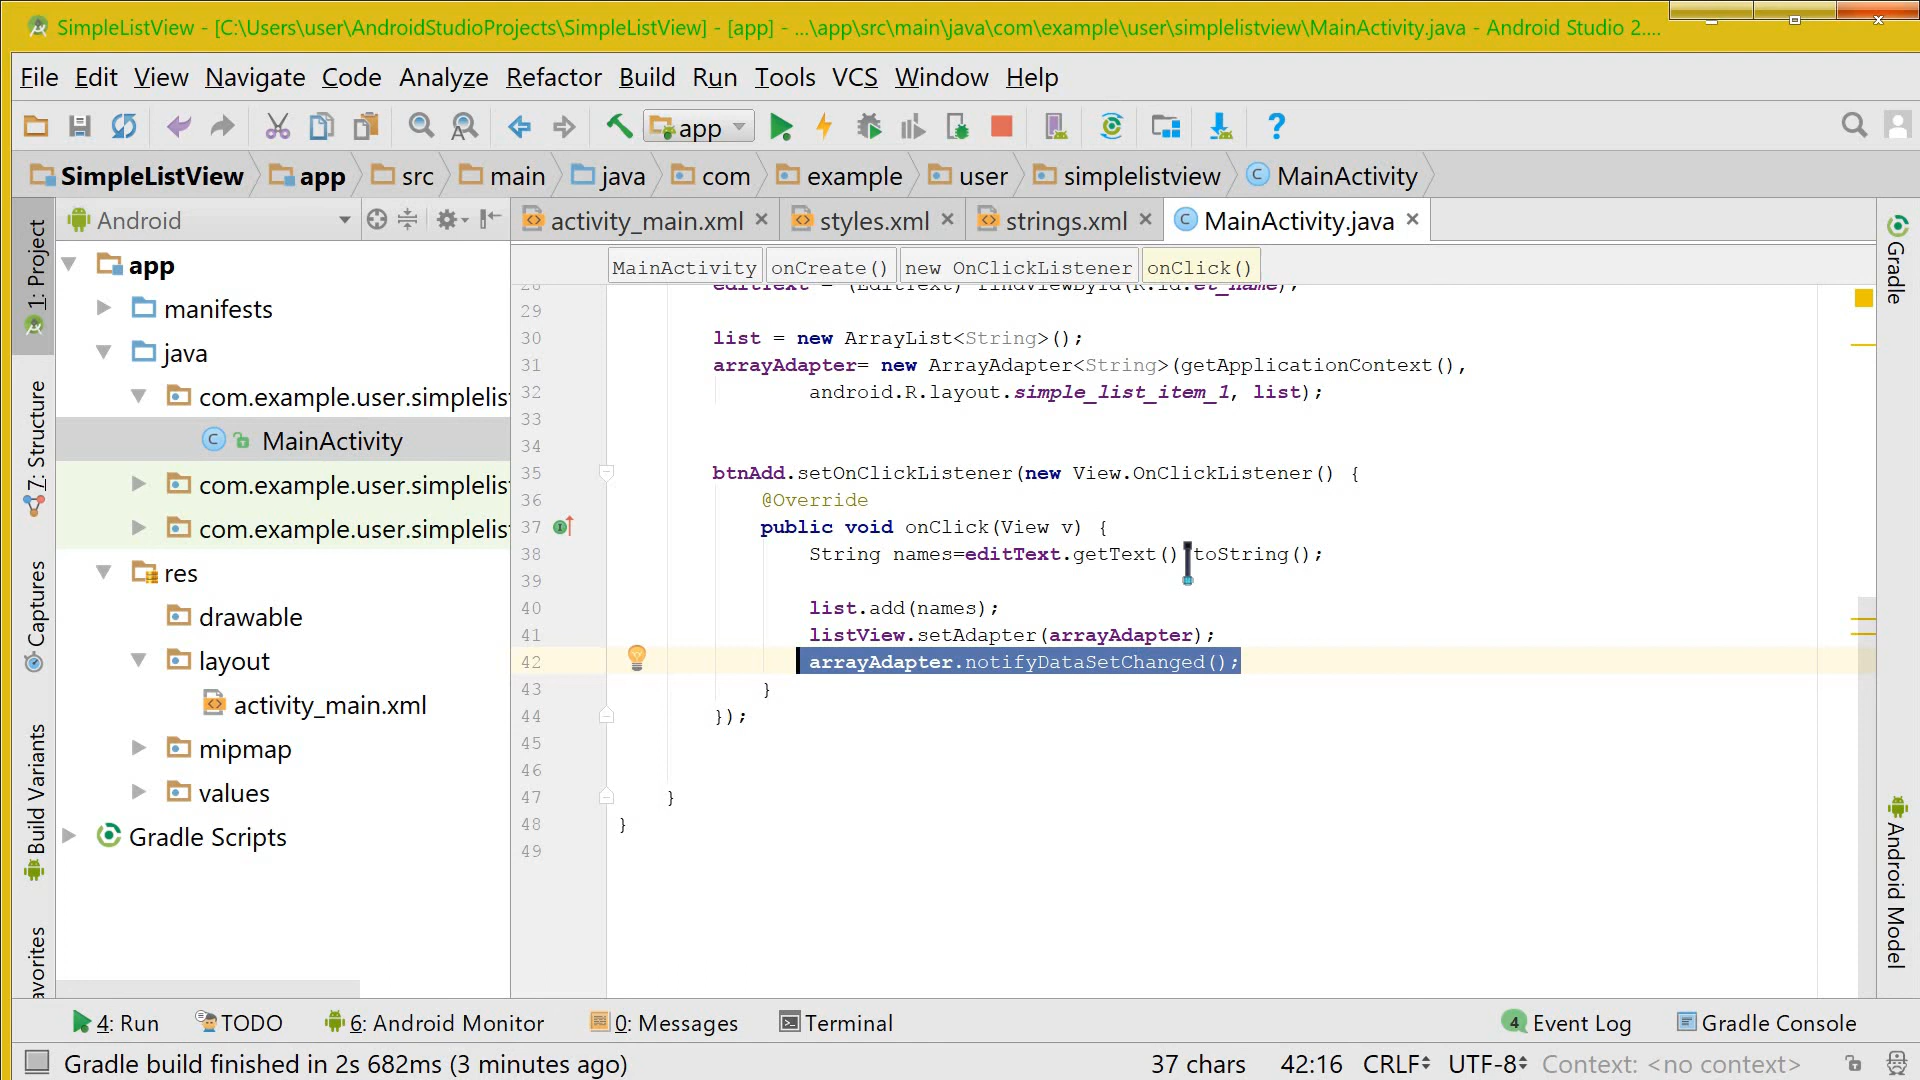 SimpleListView - [C:\Users\user\AndroidStudioProjects\SimpleListView] - [app] - ...\app\src\main\java\com\example\user\simplelistview\MainActivity.java - Android Studio 2....
File Edit View Navigate Code Analyze Refactor Build Run Tools VCS Window Help
app
SimpleListView app src main java com example user simplelistview MainActivity
Android
activity_main.xml styles.xml strings.xml MainActivity.java
MainActivity onCreate() new OnClickListener onClick()
1: Project
7: Structure
Captures
Build Variants
avorites
app
manifests
java
com.example.user.simplelis
MainActivity
com.example.user.simplelis
com.example.user.simplelis
res
drawable
layout
activity_main.xml
mipmap
values
Gradle Scripts
28 editText = (EditText) findViewById(R.id.et_name);
29
30 list = new ArrayList<String>();
31 arrayAdapter= new ArrayAdapter<String>(getApplicationContext(),
32 android.R.layout.simple_list_item_1, list);
33
34
35 btnAdd.setOnClickListener(new View.OnClickListener() {
36 @Override
37 public void onClick(View v) {
38 String names=editText.getText() toString();
39
40 list.add(names);
41 listView.setAdapter(arrayAdapter);
42 arrayAdapter.notifyDataSetChanged();
43 }
44 });
45
46
47 }
48 }
49
Gradle
Android Model
4: Run TODO 6: Android Monitor 0: Messages Terminal 4 Event Log Gradle Console
Gradle build finished in 2s 682ms (3 minutes ago) 37 chars 42:16 CRLF UTF-8 Context: <no context>